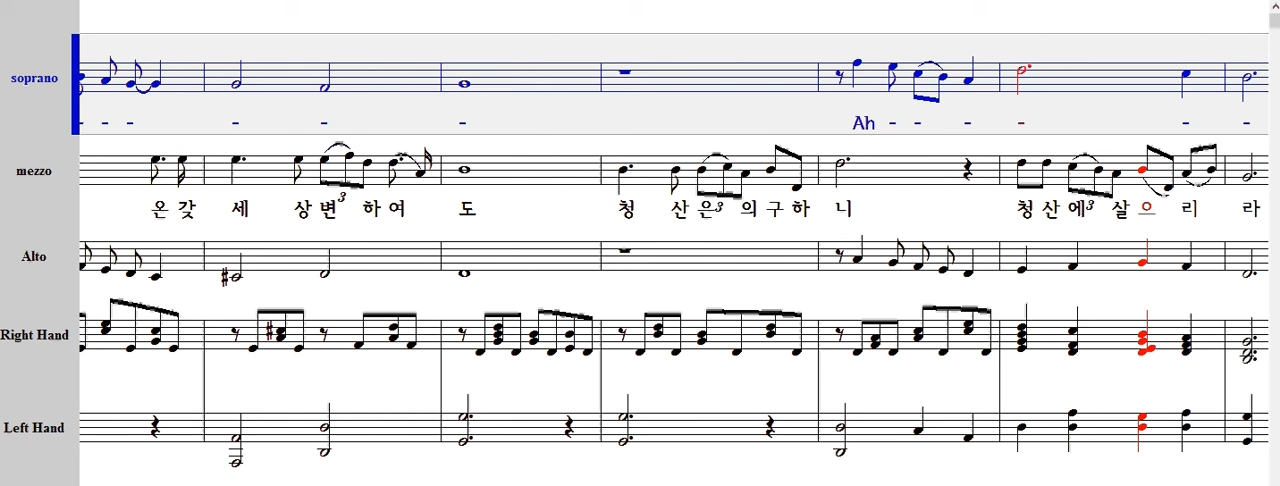 soprano
- - - - - - Ah - - - - -
mezzo
온 갖 세 상 변 3 하 여 도 청 산 은 3 의 구 하 니 청 산 에 3 살 으 리 라
Alto
Right Hand
Left Hand